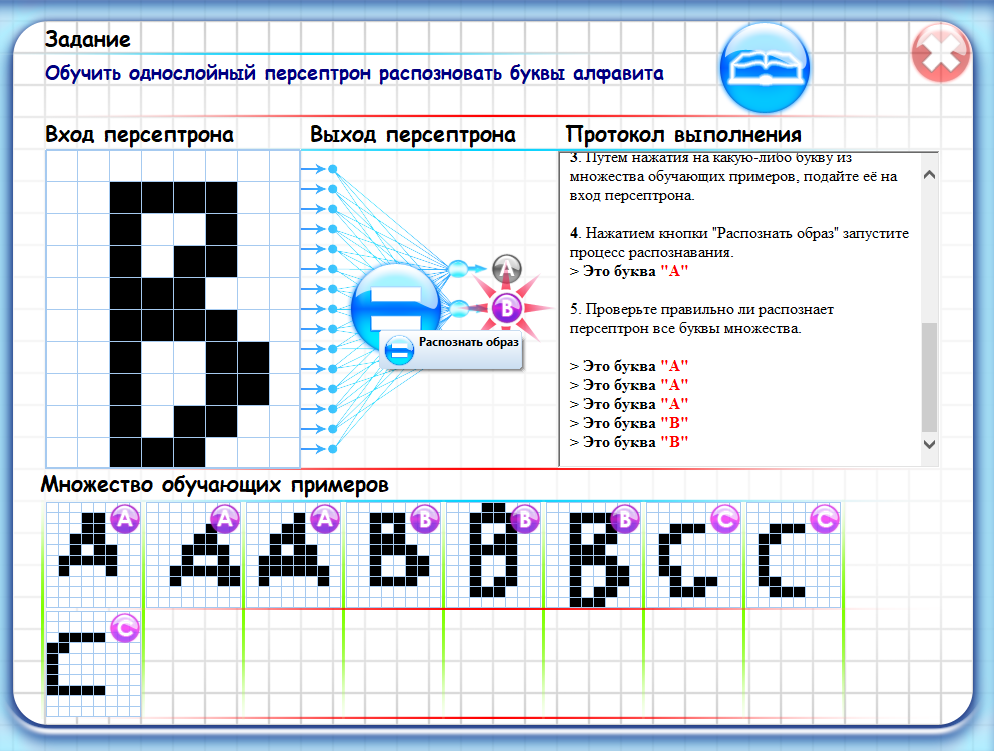 Задание
Обучить однослойный персептрон распозновать буквы алфавита
Вход персептрона
Выход персептрона
Протокол выполнения
3. Путем нажатия на какую-либо букву из
множества обучающих примеров, подайте её на
вход персептрона.
4. Нажатием кнопки "Распознать образ" запустите
процесс распознавания.
> Это буква "А"
5. Проверьте правильно ли распознает
персептрон все буквы множества.
> Это буква "А"
> Это буква "А"
> Это буква "А"
> Это буква "В"
> Это буква "В"
A
B
Распознать образ
Множество обучающих примеров
A A A B B B C C
C